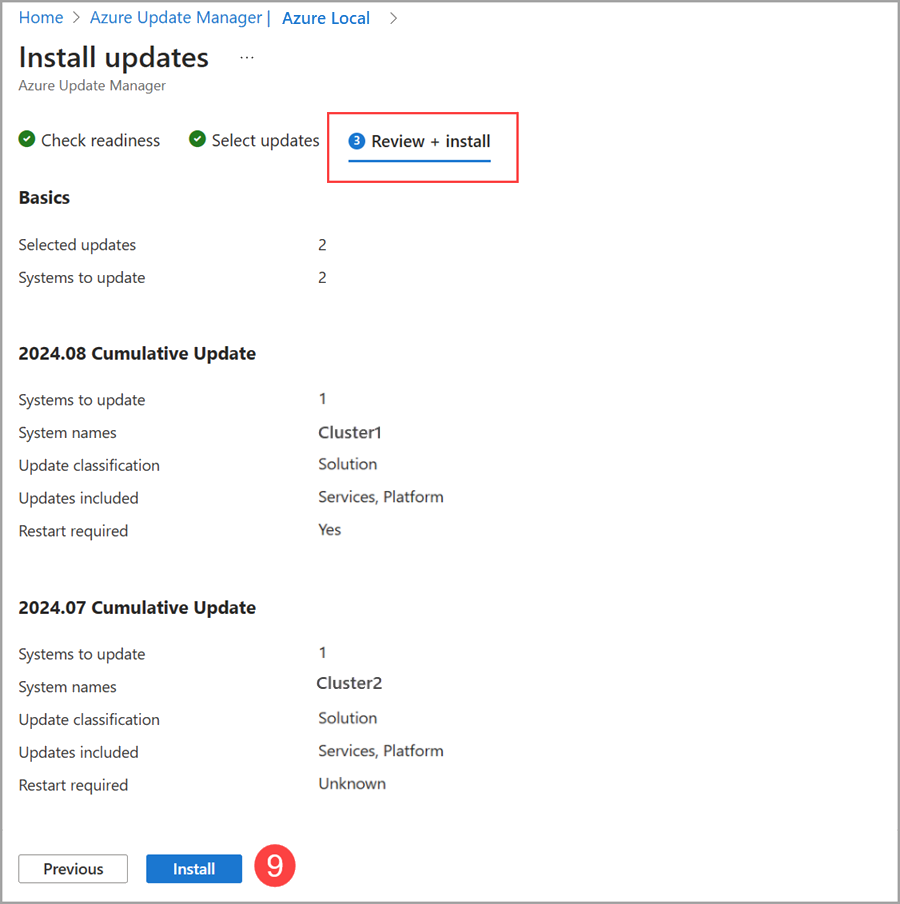 Home > Azure Update Manager | Azure Local >
Install updates ...
Azure Update Manager
Check readiness Select updates 3 Review + install
Basics
Selected updates 2
Systems to update 2
2024.08 Cumulative Update
Systems to update 1
System names Cluster1
Update classification Solution
Updates included Services, Platform
Restart required Yes
2024.07 Cumulative Update
Systems to update 1
System names Cluster2
Update classification Solution
Updates included Services, Platform
Restart required Unknown
Previous Install 9